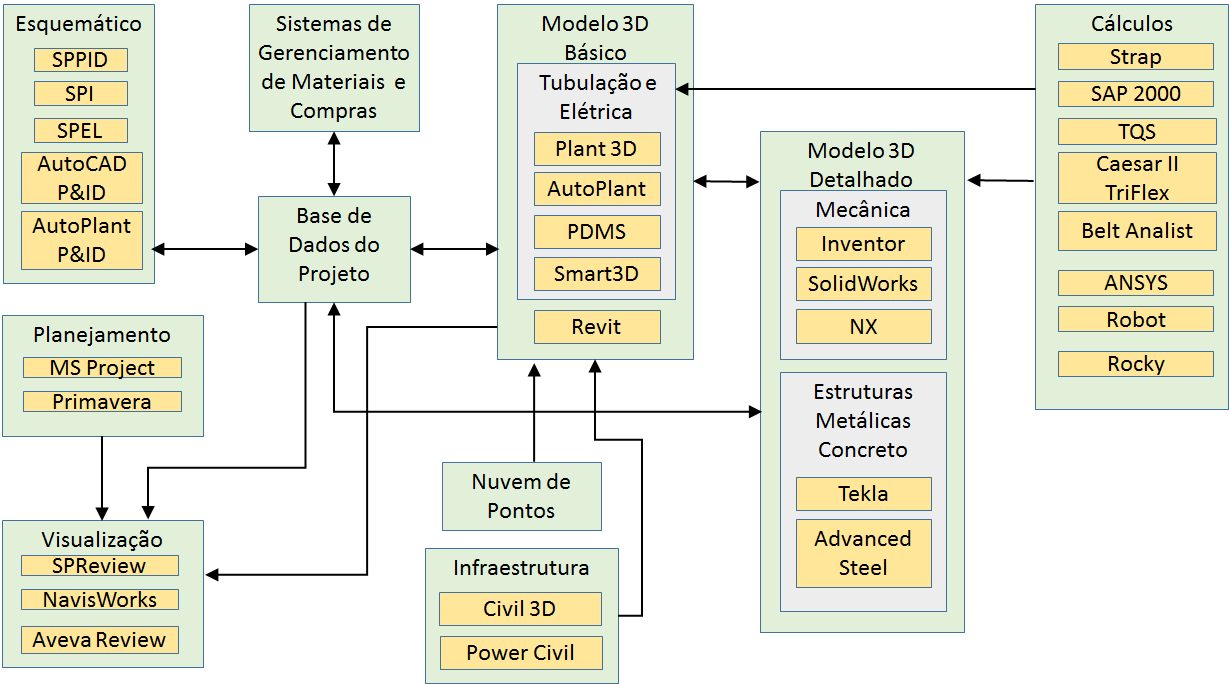 Esquemático
SPPID
SPI
SPEL
AutoCAD
P&ID
AutoPlant
P&ID
Sistemas de
Gerenciamento
de Materiais e
Compras
Base de
Dados do
Projeto
Planejamento
MS Project
Primavera
Visualização
SPReview
NavisWorks
Aveva Review
Modelo 3D
Básico
Tubulação e
Elétrica
Plant 3D
AutoPlant
PDMS
Smart3D
Revit
Nuvem de
Pontos
Infraestrutura
Civil 3D
Power Civil
Modelo 3D
Detalhado
Mecânica
Inventor
SolidWorks
NX
Estruturas
Metálicas
Concreto
Tekla
Advanced
Steel
Cálculos
Strap
SAP 2000
TQS
Caesar II
TriFlex
Belt Analist
ANSYS
Robot
Rocky